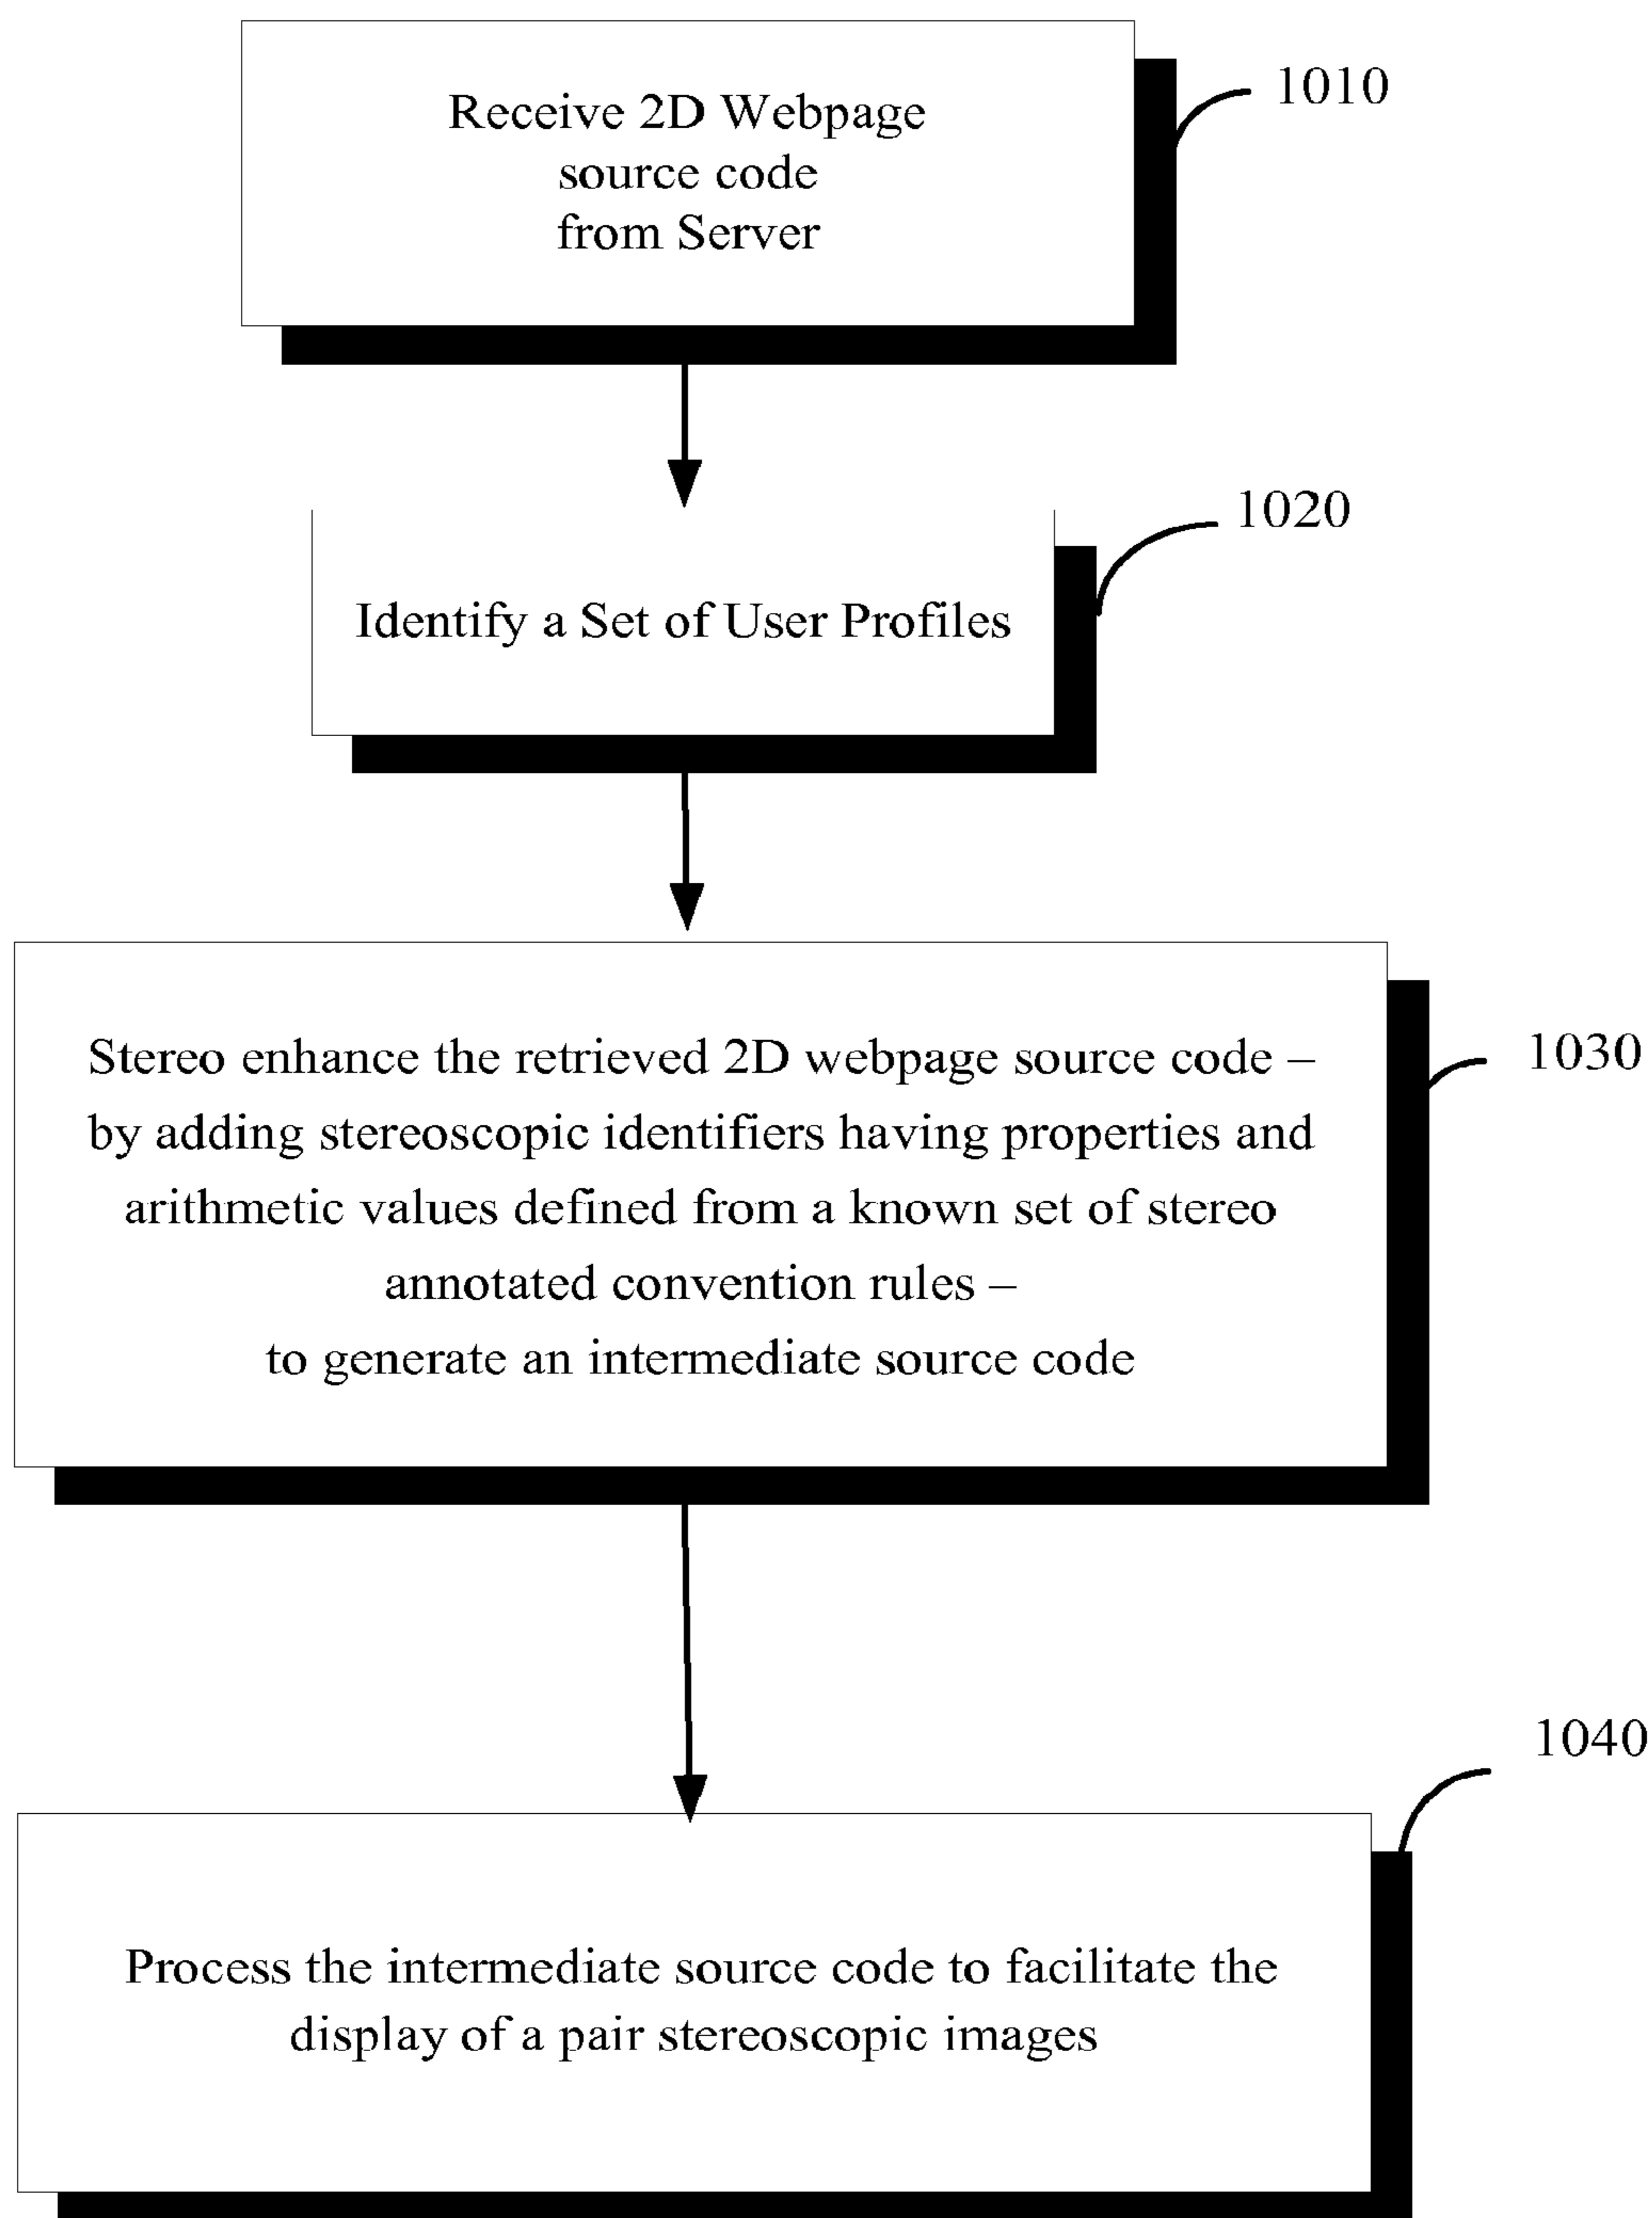 Receive 2D Webpage
source code
from Server
1010
Identify a Set of User Profiles
1020
Stereo enhance the retrieved 2D webpage source code –
by adding stereoscopic identifiers having properties and
arithmetic values defined from a known set of stereo
annotated convention rules –
to generate an intermediate source code
1030
Process the intermediate source code to facilitate the
display of a pair stereoscopic images
1040